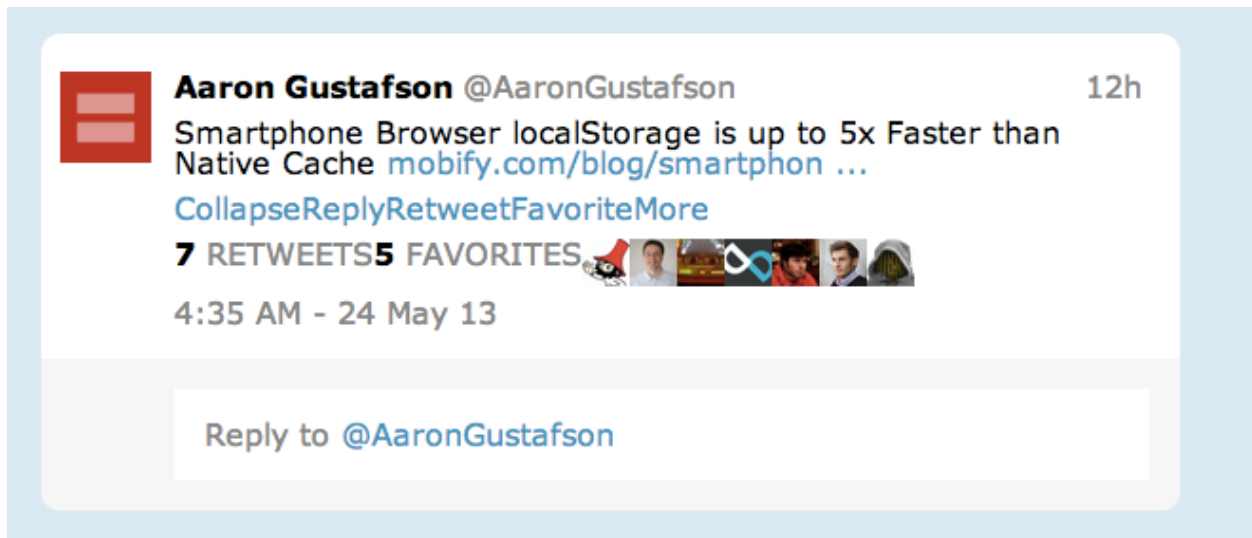 Aaron Gustafson @AaronGustafson 12h
Smartphone Browser localStorage is up to 5x Faster than
Native Cache mobify.com/blog/smartphon ...
CollapseReplyRetweetFavoriteMore
7 RETWEETS5 FAVORITES
4:35 AM - 24 May 13
Reply to @AaronGustafson